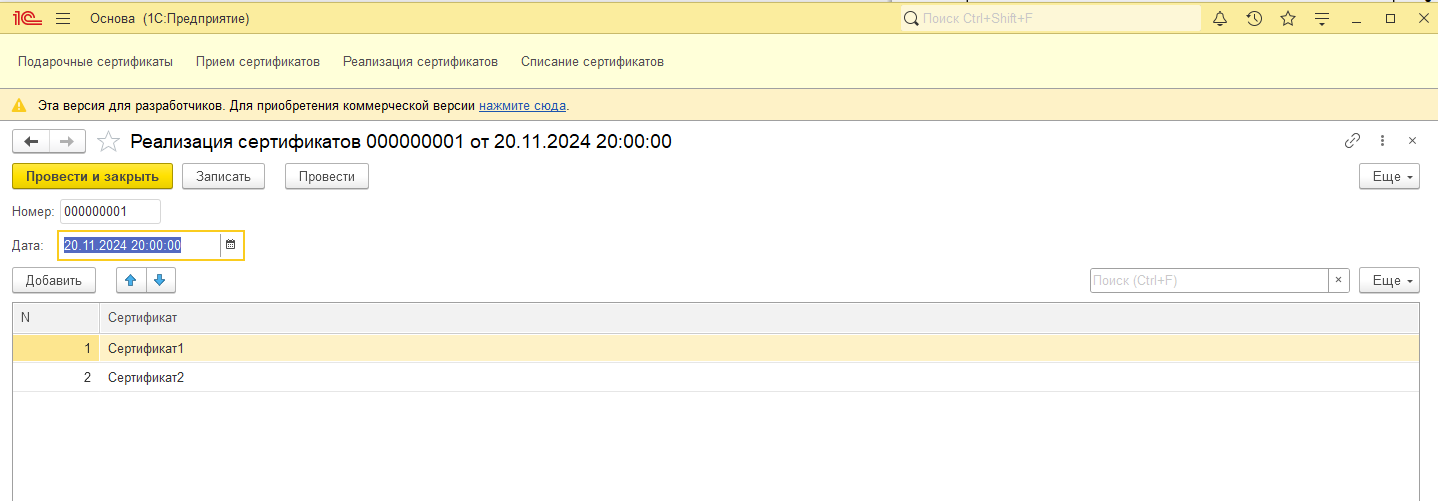 1С Основа (1С:Предприятие) Поиск Ctrl+Shift+F
Подарочные сертификаты Прием сертификатов Реализация сертификатов Списание сертификатов
Эта версия для разработчиков. Для приобретения коммерческой версии нажмите сюда.
Реализация сертификатов 000000001 от 20.11.2024 20:00:00
Провести и закрыть Записать Провести Еще
Номер: 000000001
Дата: 20.11.2024 20:00:00
Добавить Поиск (Ctrl+F) × Еще
N Сертификат
1 Сертификат1
2 Сертификат2